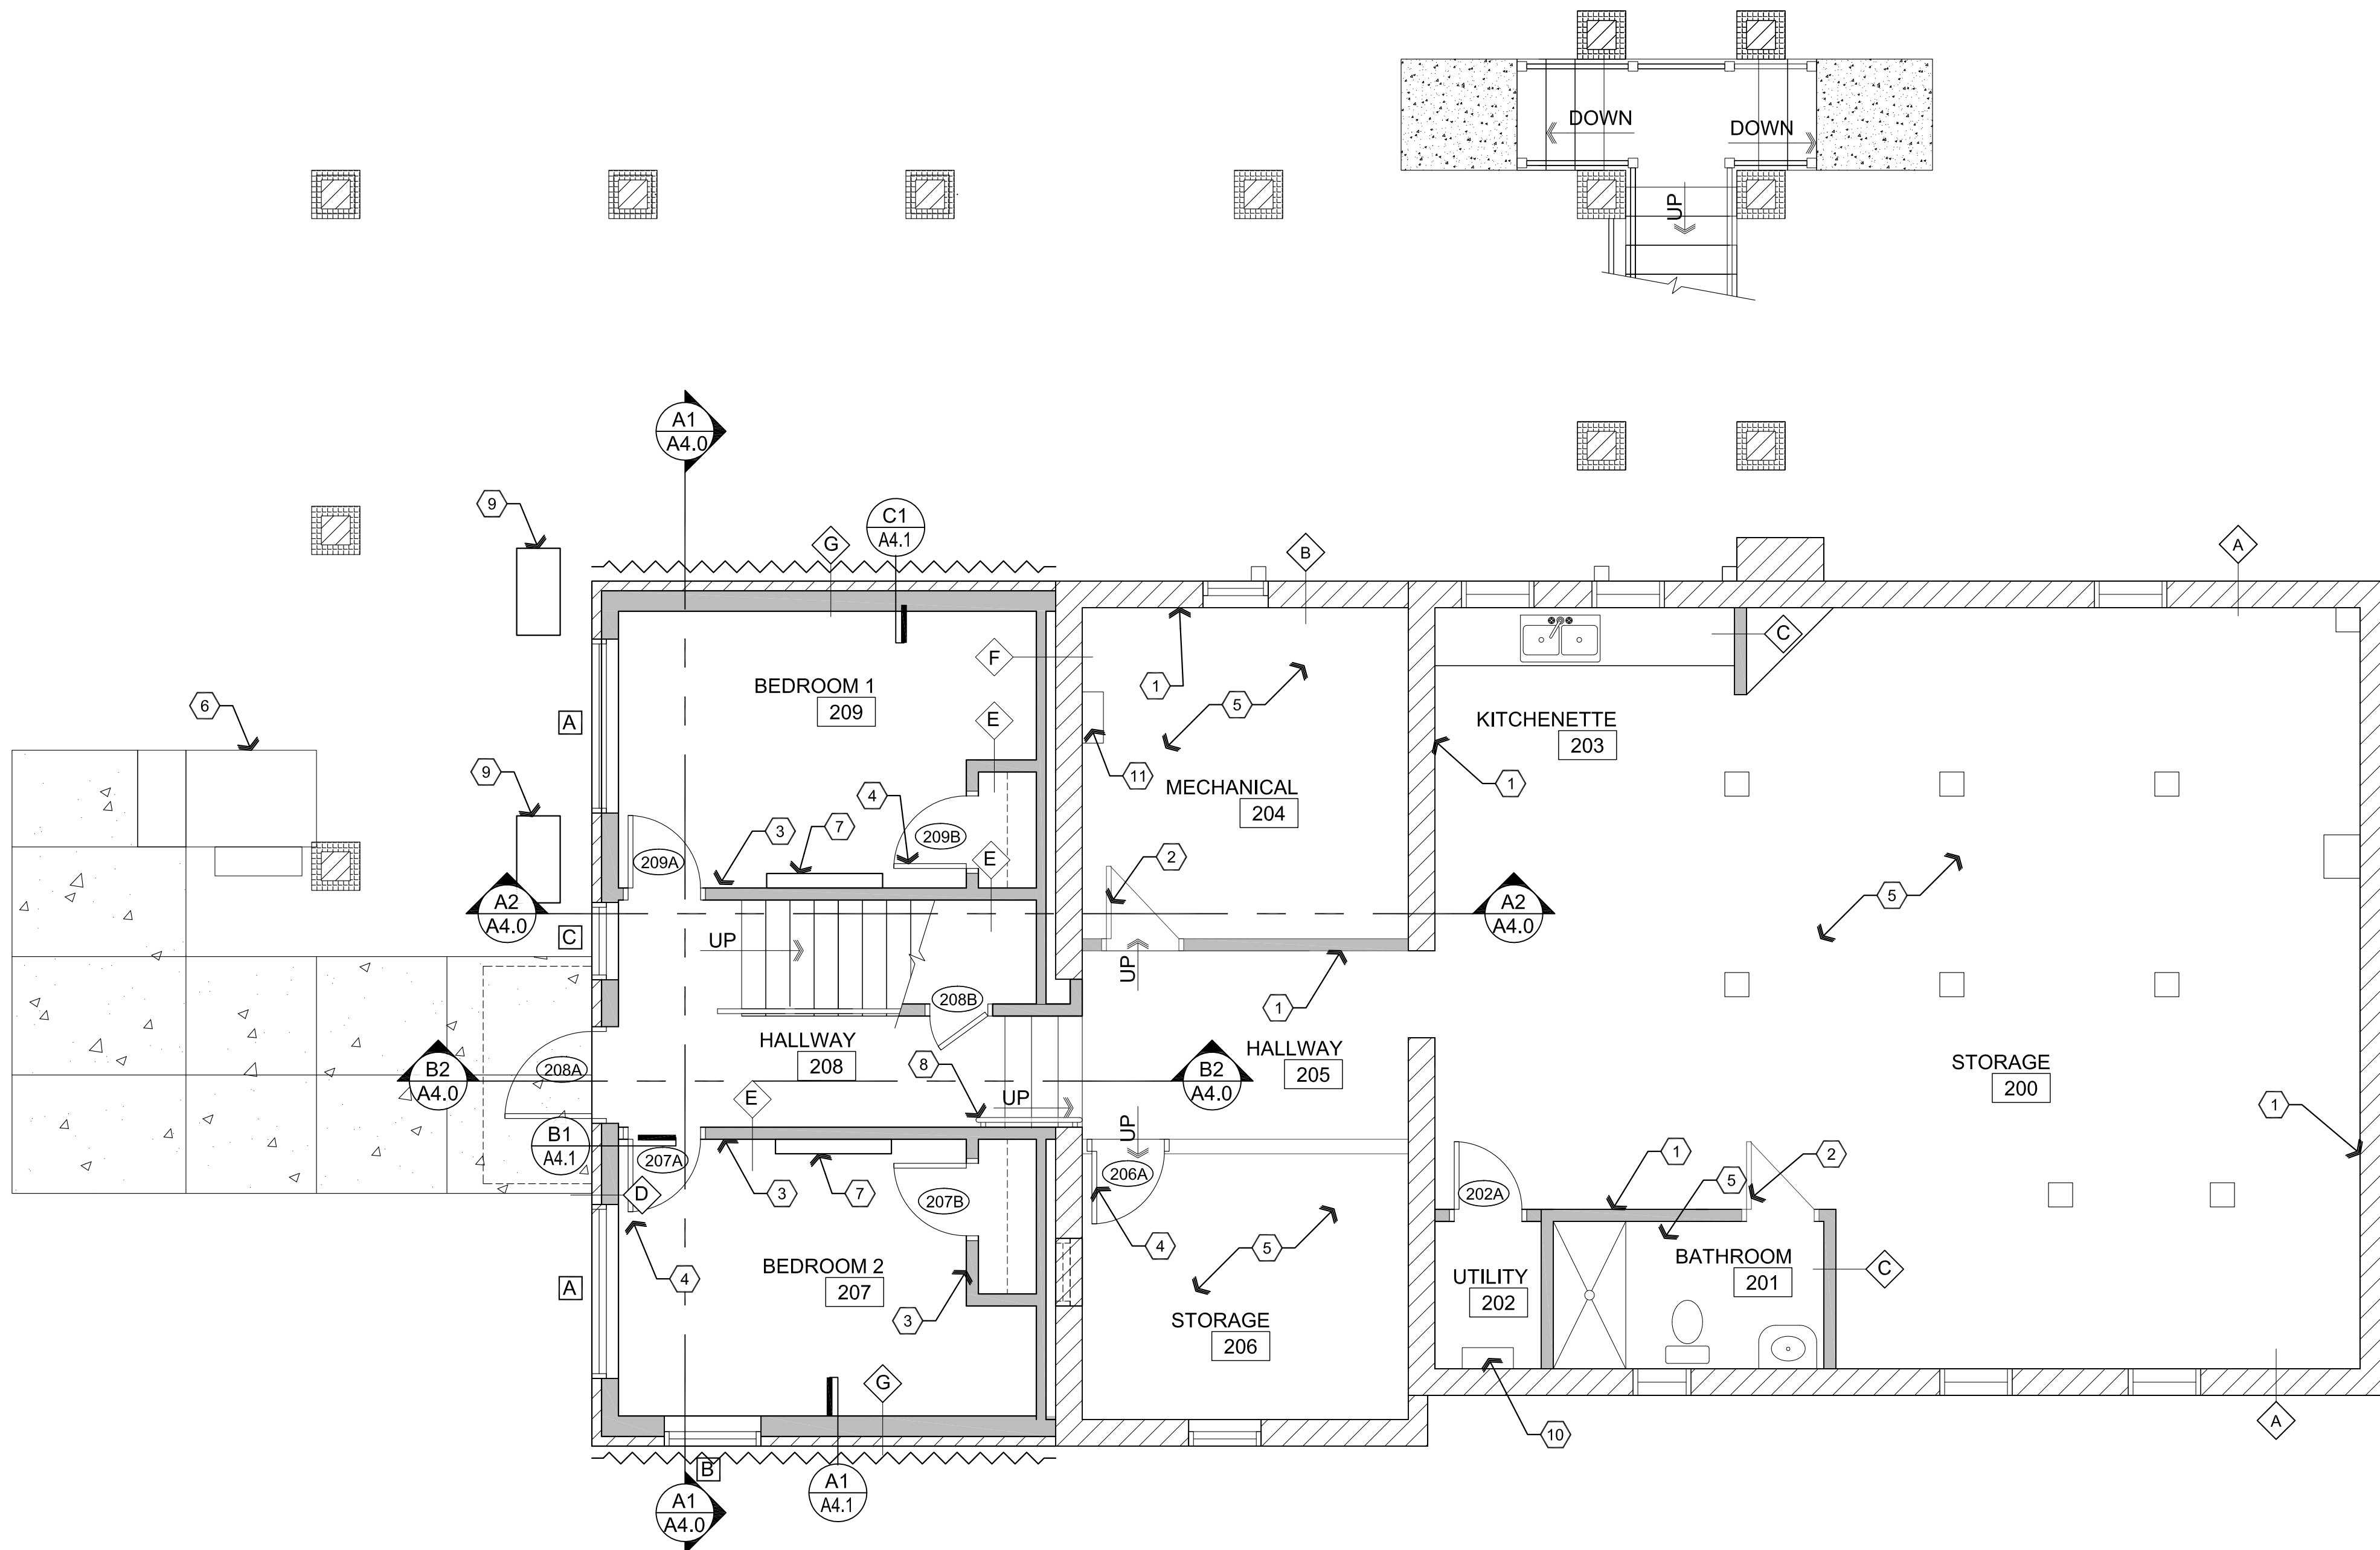 DOWN
DOWN
UP
A1
A4.0
9
C1
A4.1
G
B
A
C
F
1
5
BEDROOM 1
209
E
A
6
KITCHENETTE
203
9
11
1
MECHANICAL
204
4
3
7
209B
209A
E
2
5
A2
A4.0
A2
A4.0
C
UP
UP
208B
1
HALLWAY
208
HALLWAY
205
8
STORAGE
200
B2
A4.0
208A
B2
A4.0
E
UP
1
B1
A4.1
UP
207A
206A
1
2
5
D
3
7
207B
202A
4
5
BATHROOM
201
C
A
4
BEDROOM 2
207
UTILITY
202
3
STORAGE
206
G
10
A
B
A1
A4.1
A1
A4.0